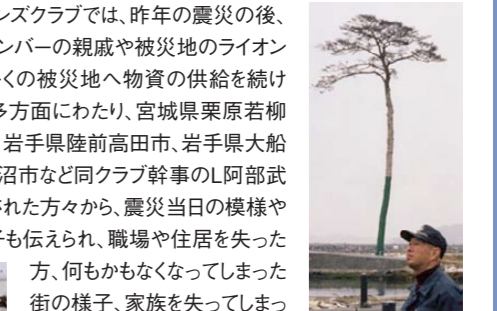 ンズクラブでは、昨年の震災の後、
ンバーの親戚や被災地のライオン
くの被災地へ物資の供給を続け
多方面にわたり、宮城県栗原若柳
岩手県陸前高田市、岩手県大船
沼市など同クラブ幹事のL阿部武
された方々から、震災当日の模様や
子も伝えられ、職場や住居を失った
方、何もかもなくなってしまった
街の様子、家族を失ってしまっ